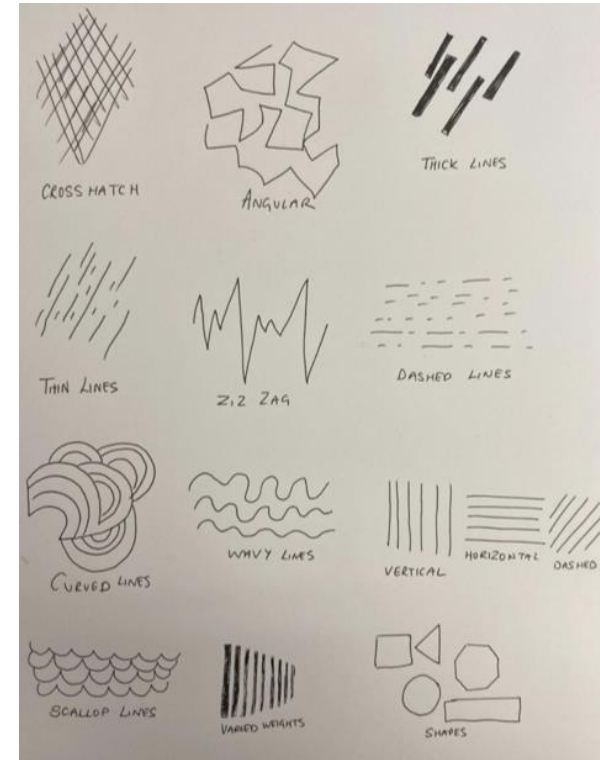 CROSS HATCH
ANGULAR
THICK LINES
THIN LINES
ZIZ ZAG
DASHED LINES
CURVED LINES
WAVY LINES
VERTICAL
HORIZONTAL
DASHED
SCALLOP LINES
VARIED WEIGHTS
SHAPES